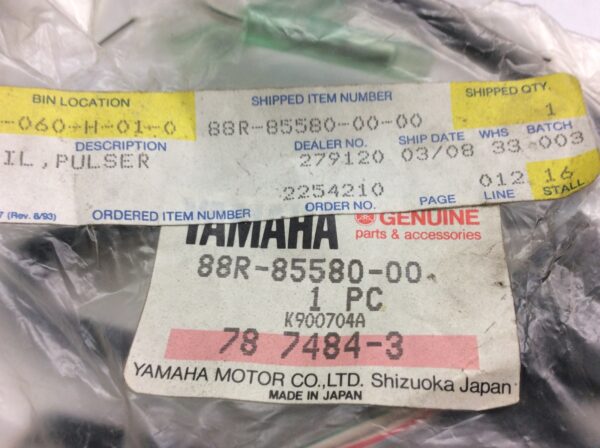 BIN LOCATION SHIPPED ITEM NUMBER SHIPPED QTY.
-060-H-01-0 88R-85580-00-00 1
DESCRIPTION DEALER NO. SHIP DATE WHS BATCH
IL,PULSER 279120 03/08 33 003
2254210 012 16
7 (Rev. 8/93) ORDERED ITEM NUMBER ORDER NO. PAGE LINE STALL
YAMAHA GENUINE
parts & accessories
88R-85580-00
1 PC
K900704A
78 7484-3
YAMAHA MOTOR CO.,LTD. Shizuoka Japan
MADE IN JAPAN